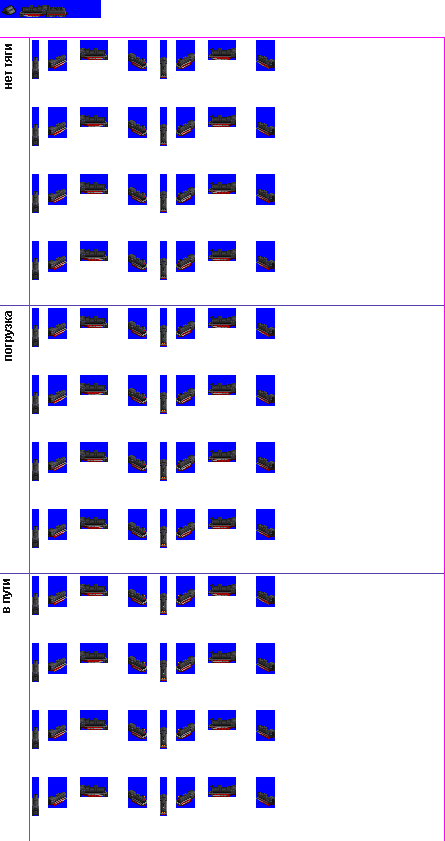 нет тяги
погрузка
в пути